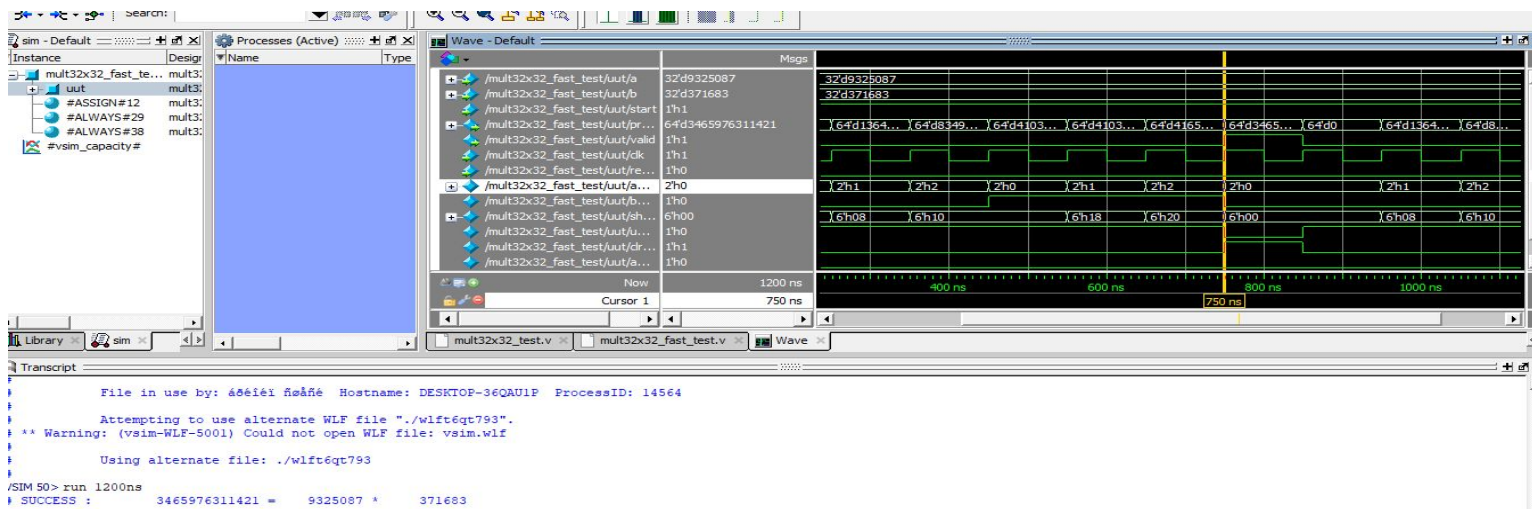 Search:
sim - Default
Processes (Active)
Wave - Default
Instance
Design
Name
Type
Msgs
mult32x32_fast_te... mult32
uut mult32
#ASSIGN#12 mult32
#ALWAYS#29 mult32
#ALWAYS#38 mult32
#vsim_capacity#
/mult32x32_fast_test/uut/a 32'd9325087 32'd9325087
/mult32x32_fast_test/uut/b 32'd371683 32'd371683
/mult32x32_fast_test/uut/start 1'h1
/mult32x32_fast_test/uut/pr... 64'd3465976311421 64'd1364... 64'd8349... 64'd4103... 64'd4103... 64'd4165... 64'd3465... 64'd0 64'd1364... 64'd8...
/mult32x32_fast_test/uut/valid 1'h1
/mult32x32_fast_test/uut/clk 1'h1
/mult32x32_fast_test/uut/re... 1'h0
/mult32x32_fast_test/uut/a... 2'h0 2'h1 2'h2 2'h0 2'h1 2'h2 2'h0 2'h1 2'h2
/mult32x32_fast_test/uut/b... 1'h0
/mult32x32_fast_test/uut/sh... 6'h00 6'h08 6'h10 6'h18 6'h20 6'h00 6'h08 6'h10
/mult32x32_fast_test/uut/u... 1'h0
/mult32x32_fast_test/uut/clr... 1'h1
/mult32x32_fast_test/uut/a... 1'h0
Now 1200 ns 400 ns 600 ns 800 ns 1000 ns
Cursor 1 750 ns 750 ns
Library
sim
mult32x32_test.v
mult32x32_fast_test.v
Wave
Transcript
# File in use by: áðéîéï ñøåñé Hostname: DESKTOP-36QAU1P ProcessID: 14564
#
# Attempting to use alternate WLF file "./wlft6qt793".
# ** Warning: (vsim-WLF-5001) Could not open WLF file: vsim.wlf
#
# Using alternate file: ./wlft6qt793
#
VSIM 50> run 1200ns
# SUCCESS : 3465976311421 = 9325087 * 371683